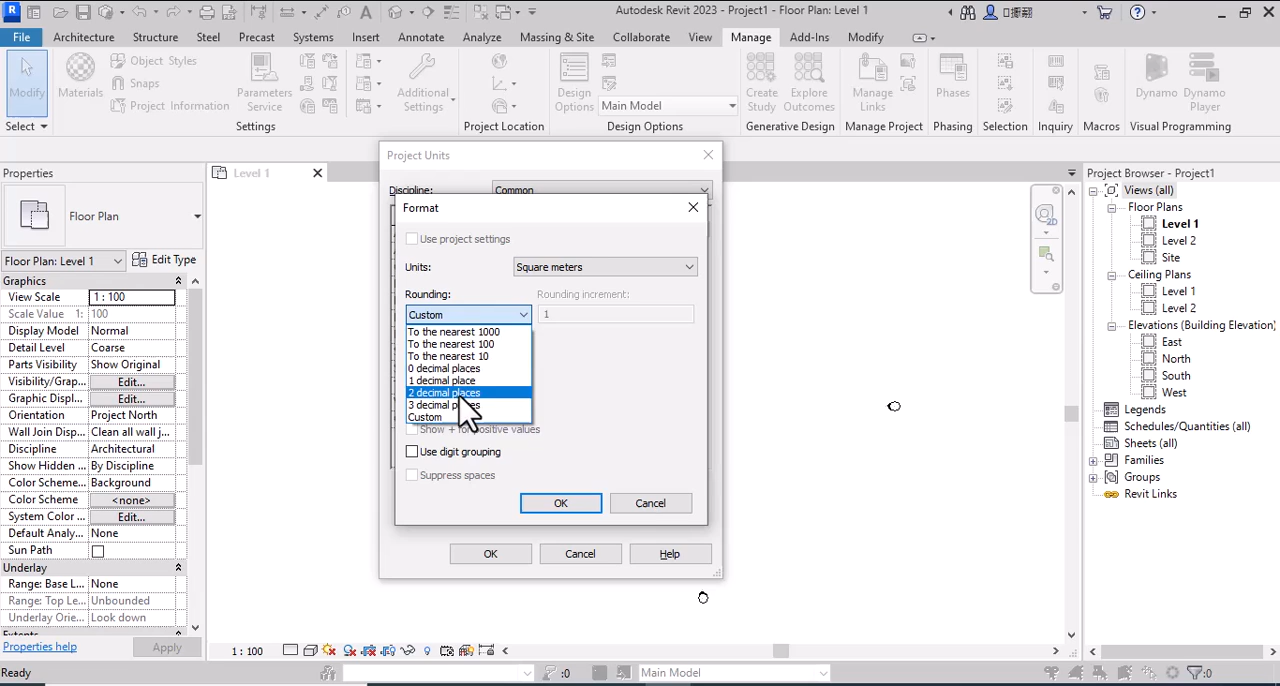 Autodesk Revit 2023 - Project1 - Floor Plan: Level 1
File Architecture Structure Steel Precast Systems Insert Annotate Analyze Massing & Site Collaborate View Manage Add-Ins Modify
Modify
Materials
Object Styles
Snaps
Project Information
Parameters Service
Additional Settings
Design Options
Main Model
Create Study
Explore Outcomes
Manage Links
Phases
Dynamo
Dynamo Player
Select Settings Project Location Design Options Generative Design Manage Project Phasing Selection Inquiry Macros Visual Programming
Properties
Floor Plan
Floor Plan: Level 1 Edit Type
Graphics
View Scale 1 : 100
Scale Value 1: 100
Display Model Normal
Detail Level Coarse
Parts Visibility Show Original
Visibility/Grap... Edit...
Graphic Displ... Edit...
Orientation Project North
Wall Join Disp... Clean all wall j...
Discipline Architectural
Show Hidden ... By Discipline
Color Scheme... Background
Color Scheme <none>
System Color ... Edit...
Default Analy... None
Sun Path
Underlay
Range: Base L... None
Range: Top Le... Unbounded
Underlay Orie... Look down
Extents
Properties help Apply
Level 1
Project Units
Discipline: Common
Format
Use project settings
Units: Square meters
Rounding: Rounding increment:
Custom 1
To the nearest 1000
To the nearest 100
To the nearest 10
0 decimal places
1 decimal place
2 decimal places
3 decimal places
Custom
Show + for positive values
Use digit grouping
Suppress spaces
OK Cancel
OK Cancel Help
Project Browser - Project1
Views (all)
Floor Plans
Level 1
Level 2
Site
Ceiling Plans
Level 1
Level 2
Elevations (Building Elevation)
East
North
South
West
Legends
Schedules/Quantities (all)
Sheets (all)
Families
Groups
Revit Links
2D
1 : 100
Ready :0 Main Model :0